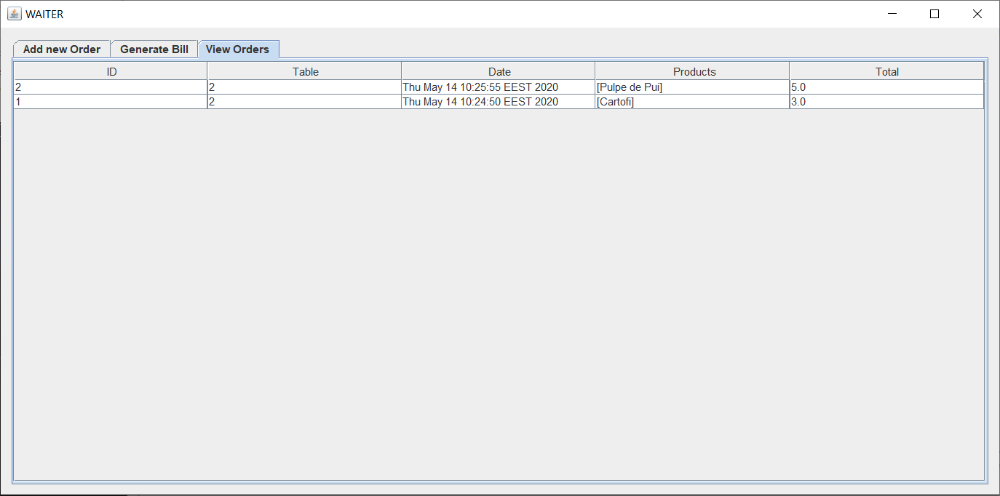 WAITER
Add new Order Generate Bill View Orders
ID Table Date Products Total
2 2 Thu May 14 10:25:55 EEST 2020 [Pulpe de Pui] 5.0
1 2 Thu May 14 10:24:50 EEST 2020 [Cartofi] 3.0